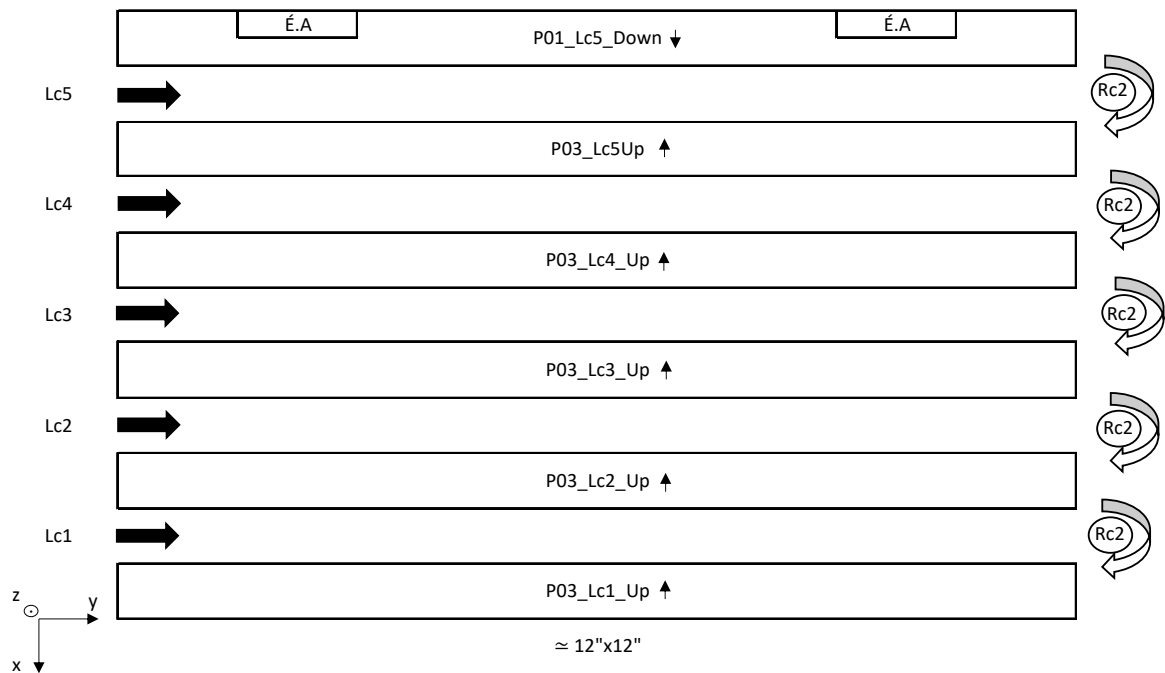 É.A
É.A
P01_Lc5_Down
Lc5
Rc2
P03_Lc5Up
Lc4
Rc2
P03_Lc4_Up
Lc3
Rc2
P03_Lc3_Up
Lc2
Rc2
P03_Lc2_Up
Lc1
Rc2
P03_Lc1_Up
z
y
x
≃ 12"x12"